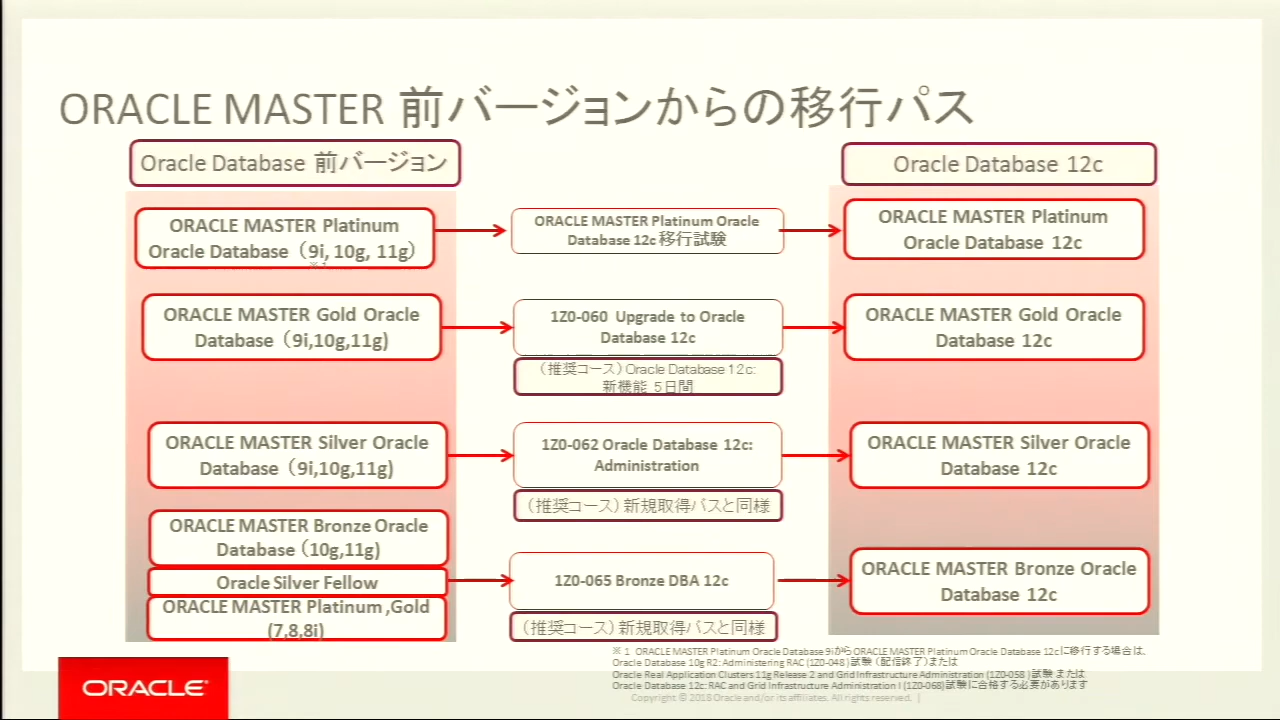 ORACLE MASTER 前バージョンからの移行パス
Oracle Database 前バージョン
Oracle Database 12c
ORACLE MASTER Platinum
Oracle Database（9i, 10g, 11g）
※1
ORACLE MASTER Platinum Oracle
Database 12c 移行試験
ORACLE MASTER Platinum
Oracle Database 12c
ORACLE MASTER Gold Oracle
Database（9i,10g,11g)
1Z0-060 Upgrade to Oracle
Database 12c
（推奨コース）Oracle Database 12c:
新機能 5日間
ORACLE MASTER Gold Oracle
Database 12c
ORACLE MASTER Silver Oracle
Database（9i,10g,11g)
1Z0-062 Oracle Database 12c:
Administration
（推奨コース）新規取得パスと同様
ORACLE MASTER Silver Oracle
Database 12c
ORACLE MASTER Bronze Oracle
Database（10g,11g)
Oracle Silver Fellow
ORACLE MASTER Platinum ,Gold
(7,8,8i)
1Z0-065 Bronze DBA 12c
（推奨コース）新規取得パスと同様
ORACLE MASTER Bronze Oracle
Database 12c
※１ ORACLE MASTER Platinum Oracle Database 9iからORACLE MASTER Platinum Oracle Database 12cに移行する場合は、
Oracle Database 10g R2: Administering RAC (1Z0-048 )試験（配信終了）または
Oracle Real Application Clusters 11g Release 2 and Grid Infrastructure Administration (1Z0-058 )試験 または
Oracle Database 12c: RAC and Grid Infrastructure Administration I (1Z0-068)試験に合格する必要があります
Copyright © 2018 Oracle and/or its affiliates. All rights reserved. |
ORACLE